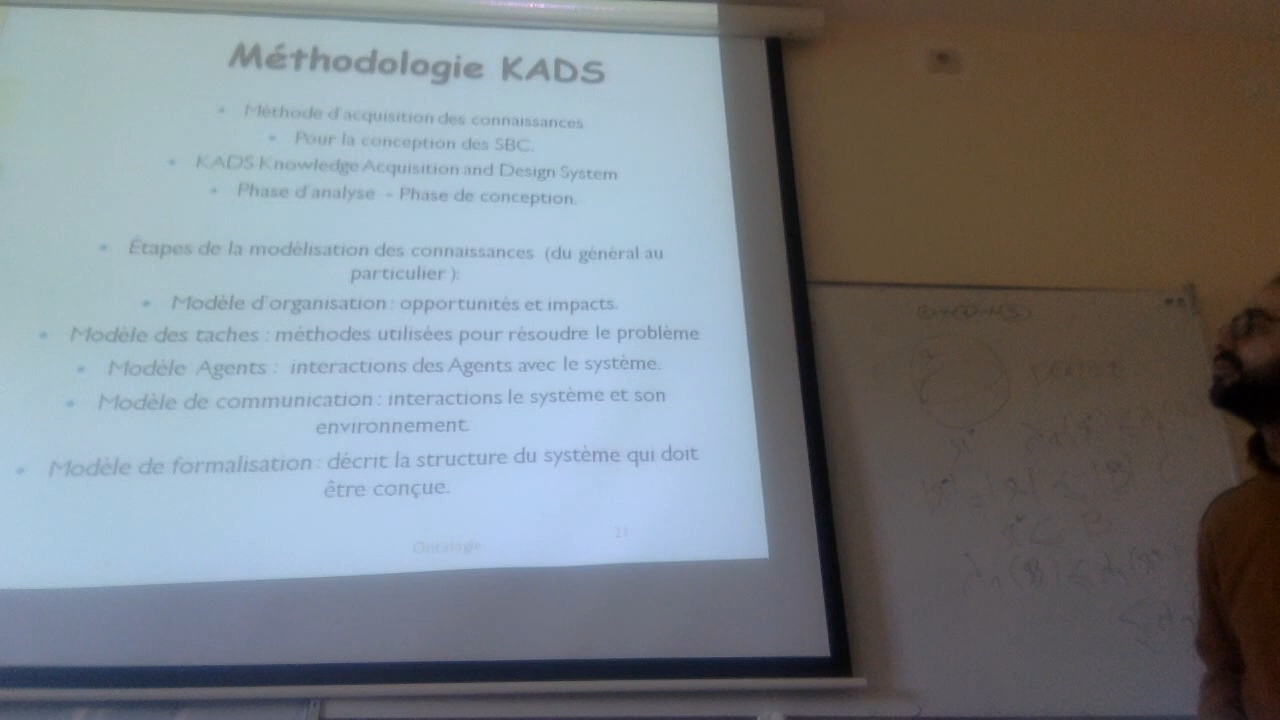 Méthodologie KADS
• Méthode d'acquisition des connaissances
• Pour la conception des SBC.
• KADS Knowledge Acquisition and Design System
• Phase d'analyse - Phase de conception.
• Étapes de la modélisation des connaissances (du général au
particulier ):
• Modèle d'organisation : opportunités et impacts.
• Modèle des taches : méthodes utilisées pour résoudre le problème
• Modèle Agents : interactions des Agents avec le système.
• Modèle de communication : interactions le système et son
environnement.
• Modèle de formalisation : décrit la structure du système qui doit
être conçue.
Ontologie
21